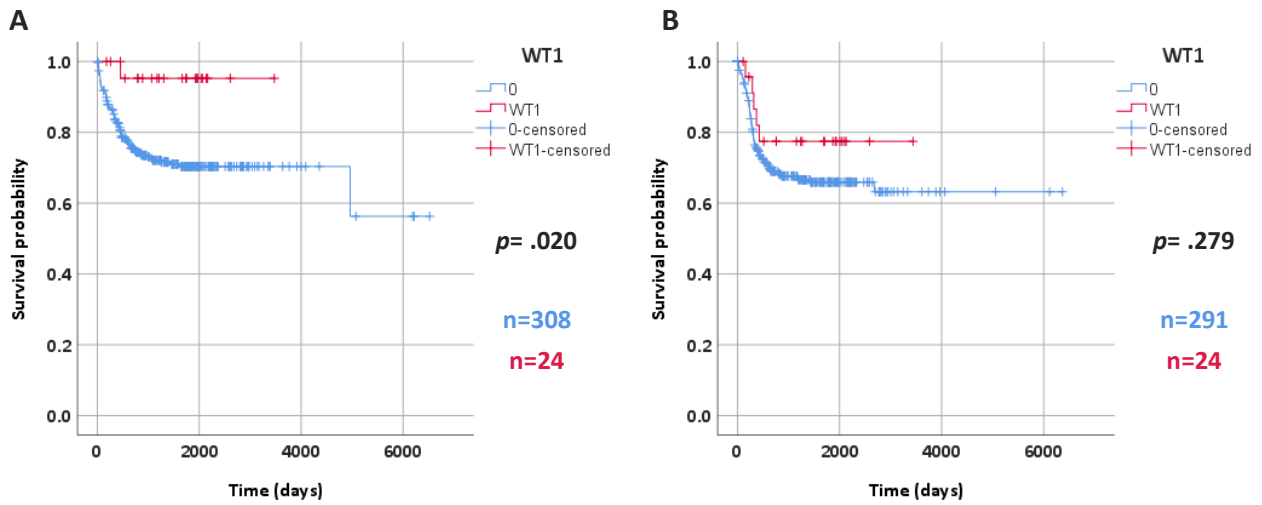 A
WT1
0
WT1
0-censored
WT1-censored
1.0
0.8
0.6
0.4
0.2
0.0
Survival probability
p= .020
n=308
n=24
0 2000 4000 6000
Time (days)
B
WT1
0
WT1
0-censored
WT1-censored
1.0
0.8
0.6
0.4
0.2
0.0
Survival probability
p= .279
n=291
n=24
0 2000 4000 6000
Time (days)